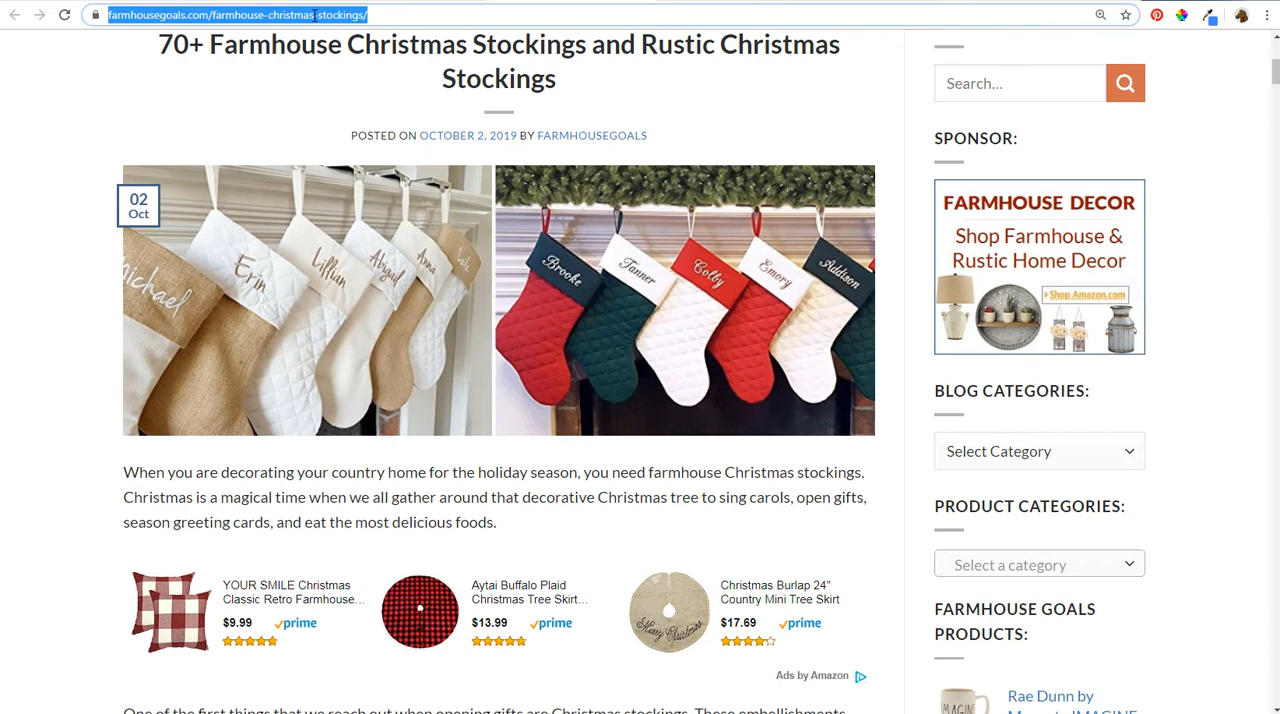 farmhousegoals.com/farmhouse-christmas-stockings/
70+ Farmhouse Christmas Stockings and Rustic Christmas
Stockings
POSTED ON OCTOBER 2, 2019 BY FARMHOUSEGOALS
02
Oct
Michael
Erin
Lillian
Abigail
Anna
Brooke
Tanner
Colby
Emory
Addison
When you are decorating your country home for the holiday season, you need farmhouse Christmas stockings.
Christmas is a magical time when we all gather around that decorative Christmas tree to sing carols, open gifts,
season greeting cards, and eat the most delicious foods.
YOUR SMILE Christmas
Classic Retro Farmhouse...
$9.99 prime
Aytai Buffalo Plaid
Christmas Tree Skirt...
$13.99 prime
Merry Christmas
Christmas Burlap 24"
Country Mini Tree Skirt
$17.69 prime
Ads by Amazon
One of the first things that we reach out when opening gifts are Christmas stockings. These embellishments
Search...
SPONSOR:
FARMHOUSE DECOR
Shop Farmhouse &
Rustic Home Decor
Shop Amazon.com
BLOG CATEGORIES:
Select Category
PRODUCT CATEGORIES:
Select a category
FARMHOUSE GOALS
PRODUCTS:
IMAGINE
Rae Dunn by
Magenta IMAGINE